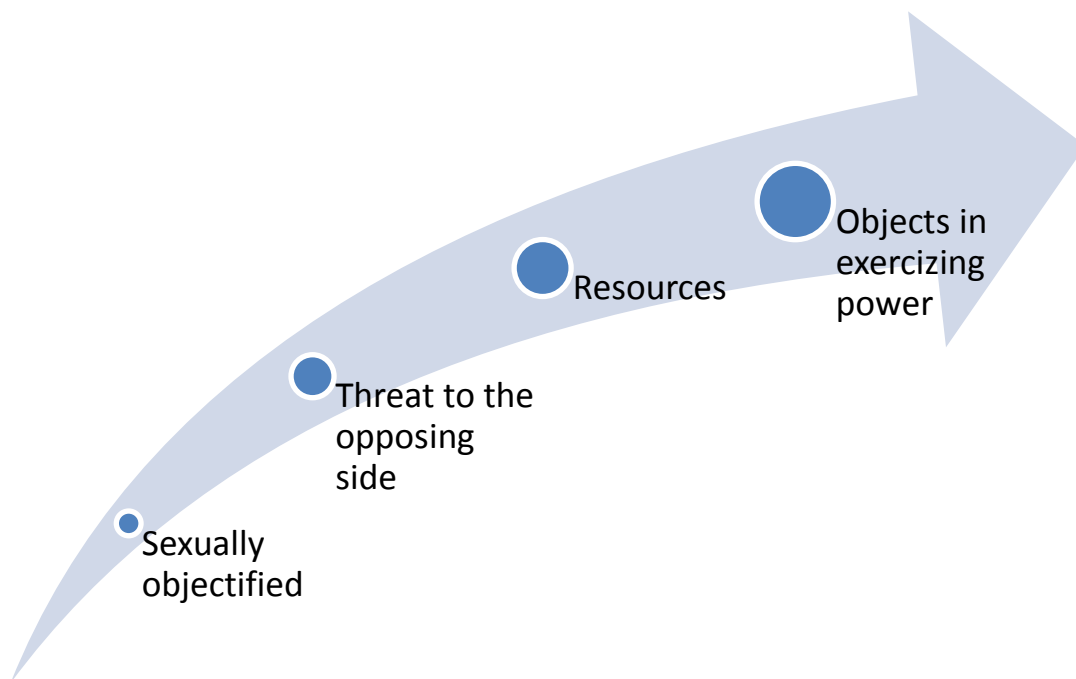 Objects in
exercizing
power
Resources
Threat to the
opposing
side
Sexually
objectified